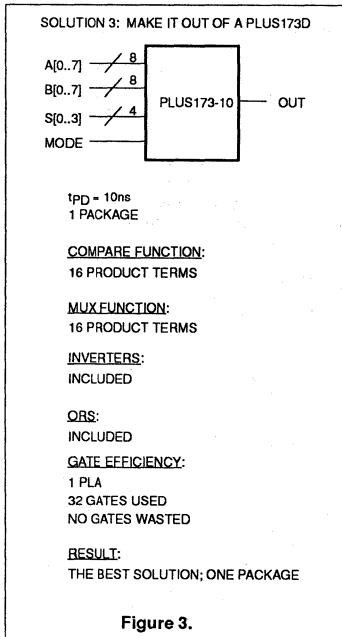 SOLUTION 3: MAKE IT OUT OF A PLUS173D
A[0..7] 8
B[0..7] 8
S[0..3] 4
MODE
PLUS173-10
OUT
tPD = 10ns
1 PACKAGE
COMPARE FUNCTION:
16 PRODUCT TERMS
MUX FUNCTION:
16 PRODUCT TERMS
INVERTERS:
INCLUDED
ORS:
INCLUDED
GATE EFFICIENCY:
1 PLA
32 GATES USED
NO GATES WASTED
RESULT:
THE BEST SOLUTION; ONE PACKAGE
Figure 3.